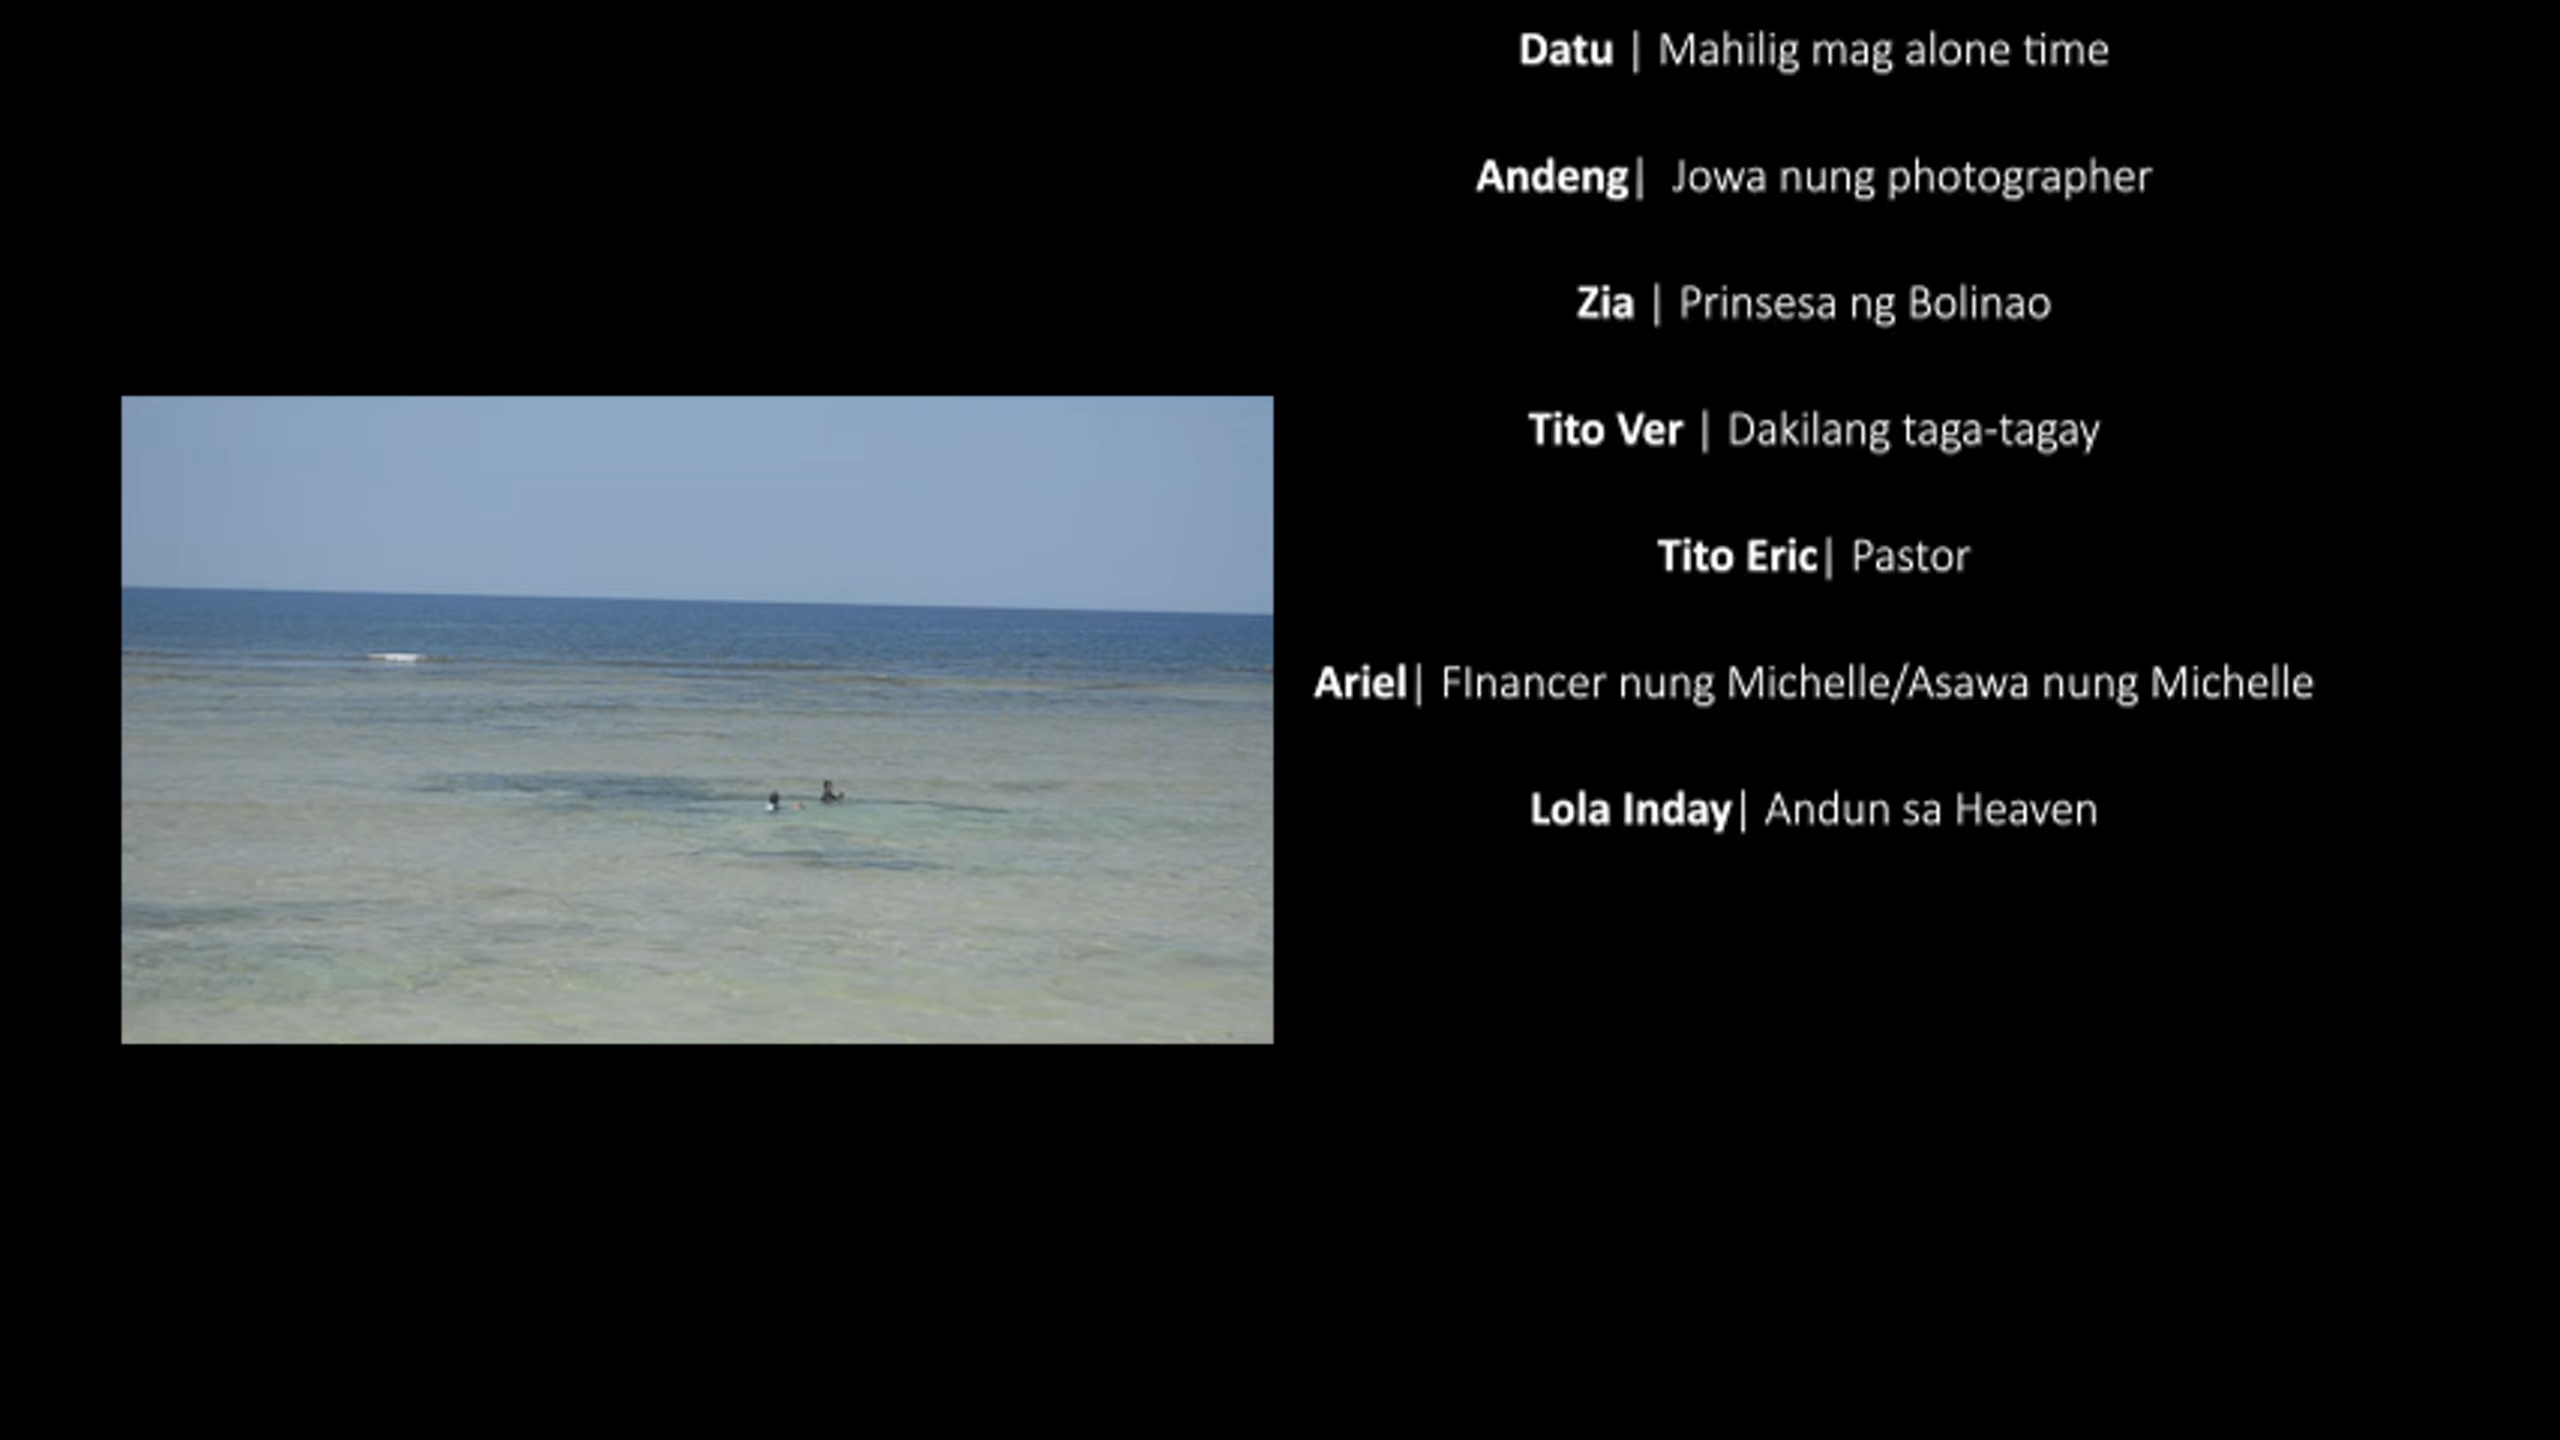 Datu | Mahilig mag alone time
Andeng| Jowa nung photographer
Zia | Prinsesa ng Bolinao
Tito Ver | Dakilang taga-tagay
Tito Eric| Pastor
Ariel| FInancer nung Michelle/Asawa nung Michelle
Lola Inday| Andun sa Heaven